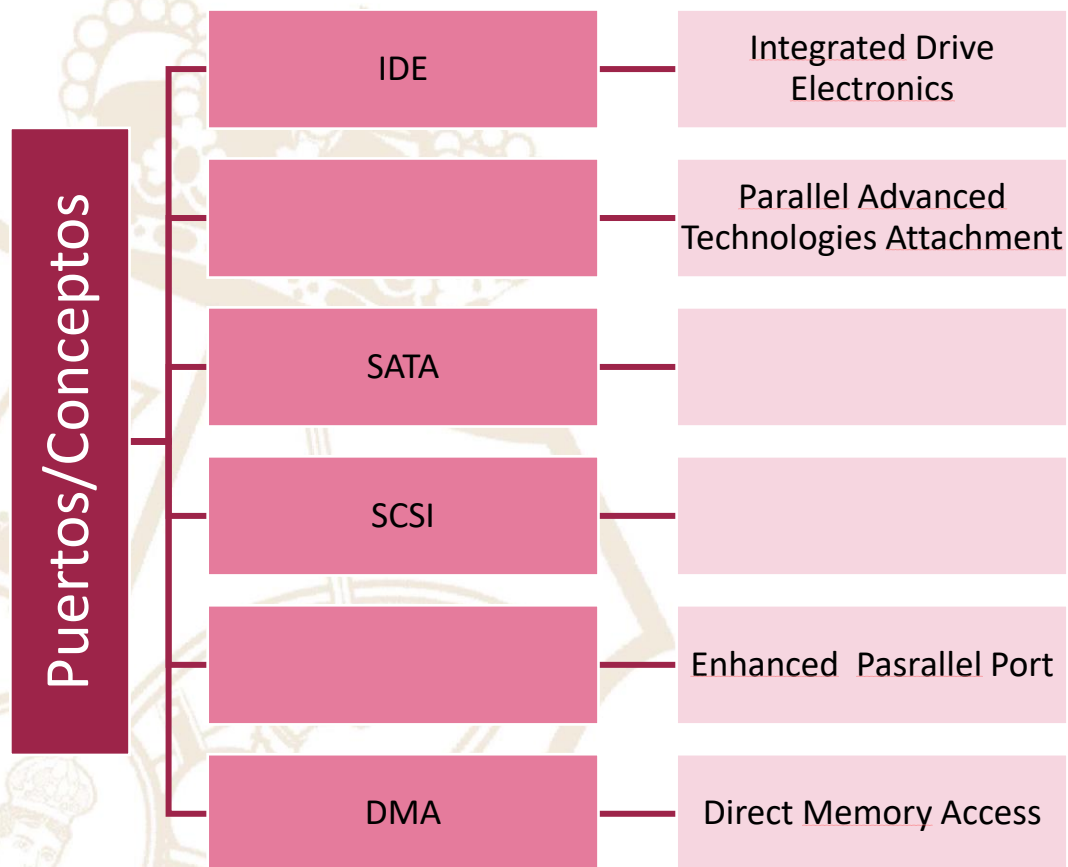 Puertos/Conceptos
IDE
Integrated Drive
Electronics
Parallel Advanced
Technologies Attachment
SATA
SCSI
Enhanced  Pasrallel Port
DMA
Direct Memory Access